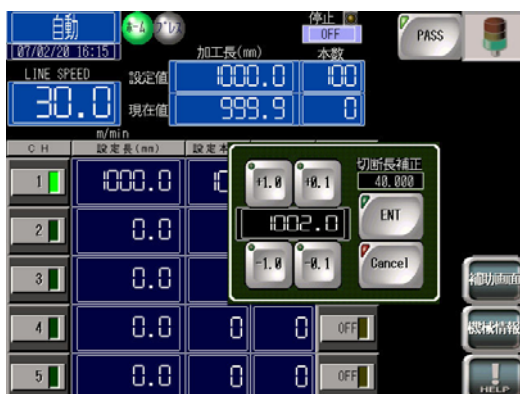 自動
ホーム
プレス
停止
OFF
PASS
07/02/20 16:15
加工長(mm)
本数
LINE SPEED
設定値
1000.0
100
30.0
現在値
999.9
0
m/min
CH
設定長(mm)
設定本
1
1000.0
2
0.0
3
0.0
4
0.0
0
0
OFF
5
0.0
0
0
OFF
切断長補正
+1.0
+0.1
40.000
1002.0
ENT
-1.0
-0.1
Cancel
補助画面
機械情報
HELP